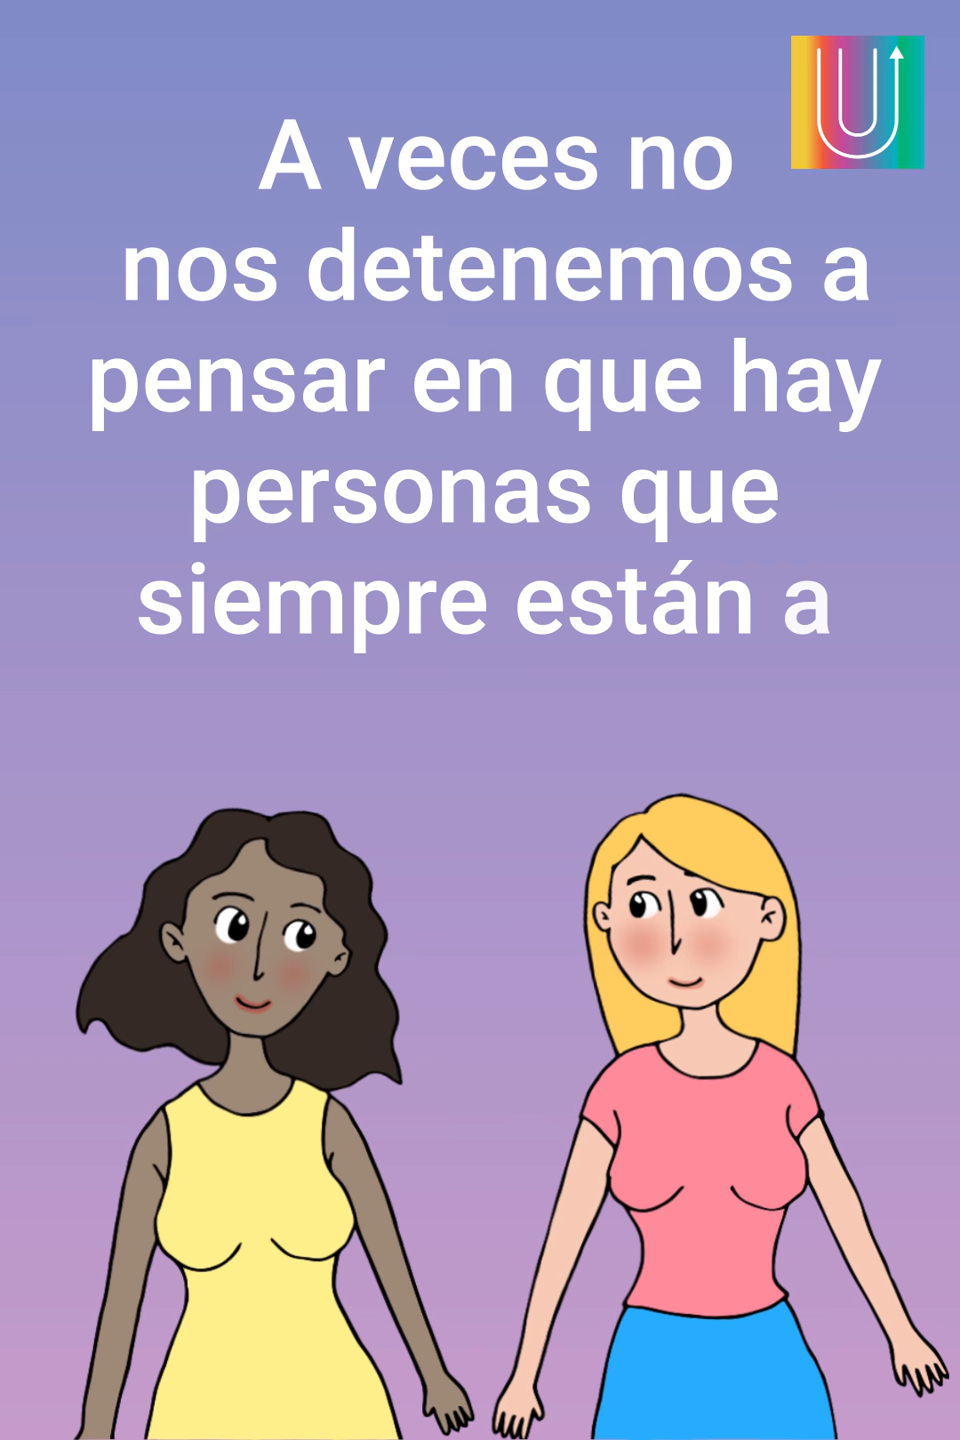 A veces no
nos detenemos a
pensar en que hay
personas que
siempre están a